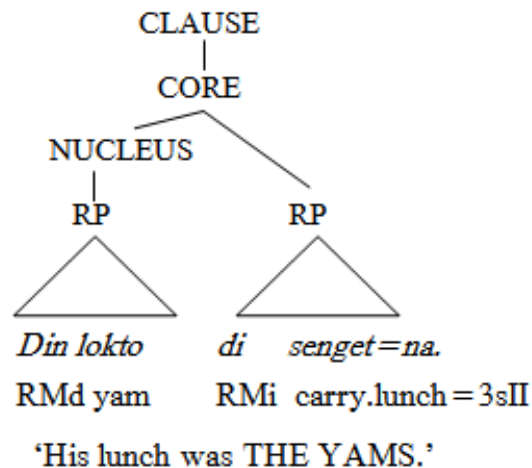 CLAUSE
CORE
NUCLEUS
RP RP
Din lokto di senget=na.
RMd yam RMi carry.lunch=3sII
‘His lunch was THE YAMS.’